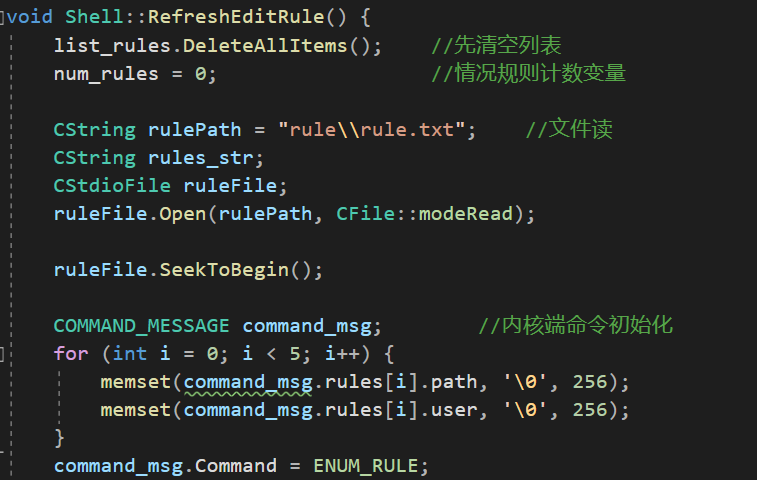 void Shell::RefreshEditRule() {
list_rules.DeleteAllItems(); //先清空列表
num_rules = 0; //情况规则计数变量
CString rulePath = "rule\\rule.txt"; //文件读
CString rules_str;
CStdioFile ruleFile;
ruleFile.Open(rulePath, CFile::modeRead);
ruleFile.SeekToBegin();
COMMAND_MESSAGE command_msg; //内核端命令初始化
for (int i = 0; i < 5; i++) {
memset(command_msg.rules[i].path, '\0', 256);
memset(command_msg.rules[i].user, '\0', 256);
}
command_msg.Command = ENUM_RULE;